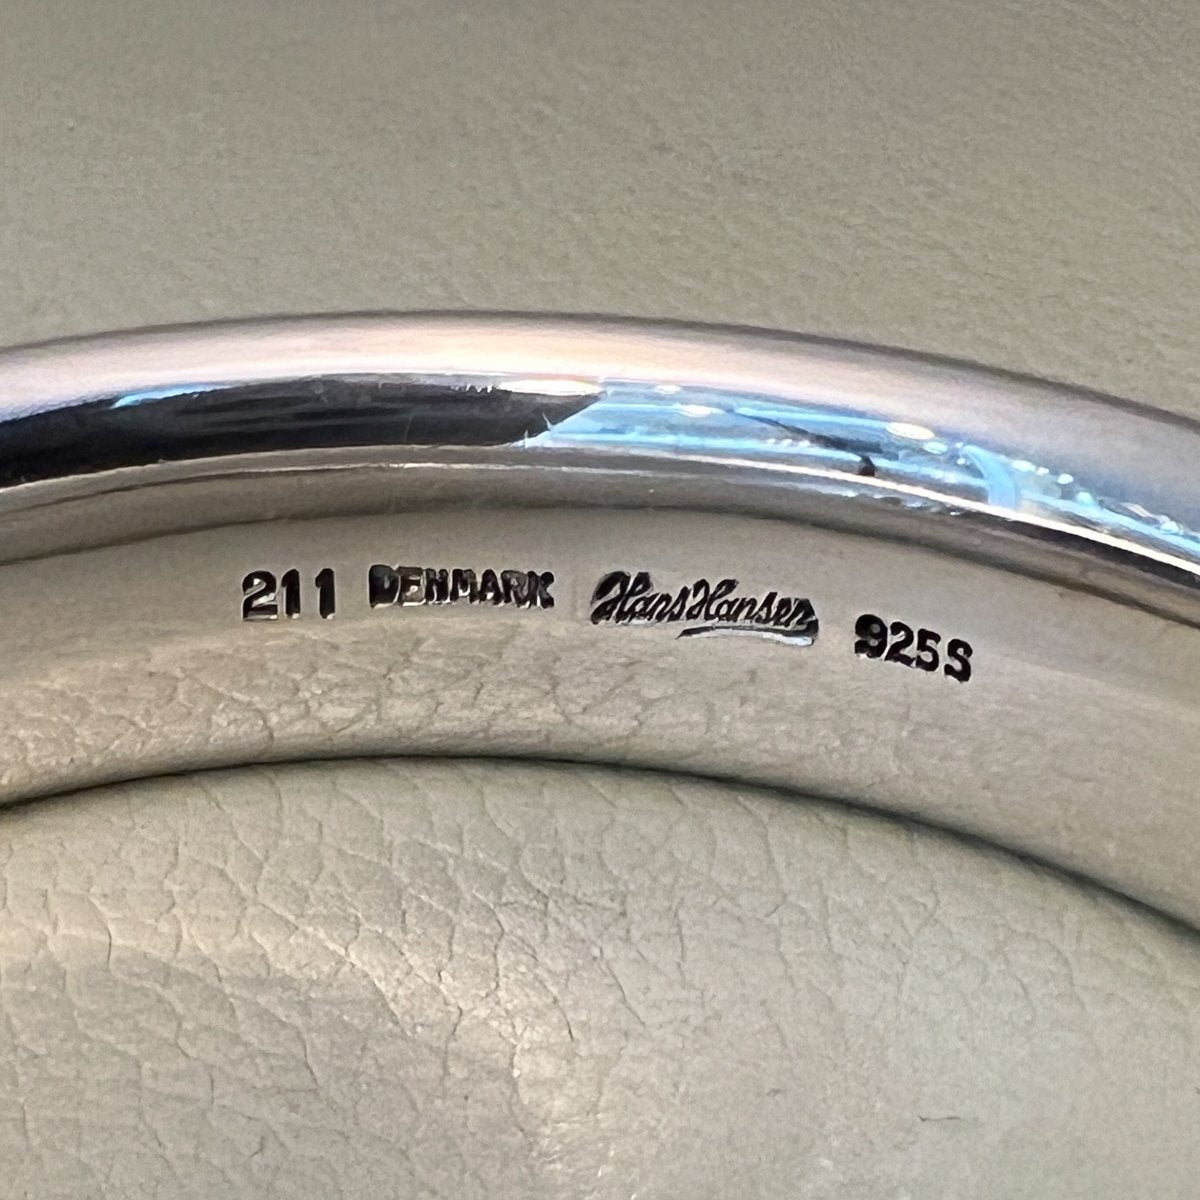 211 DENMARK Hans Hansen 925S